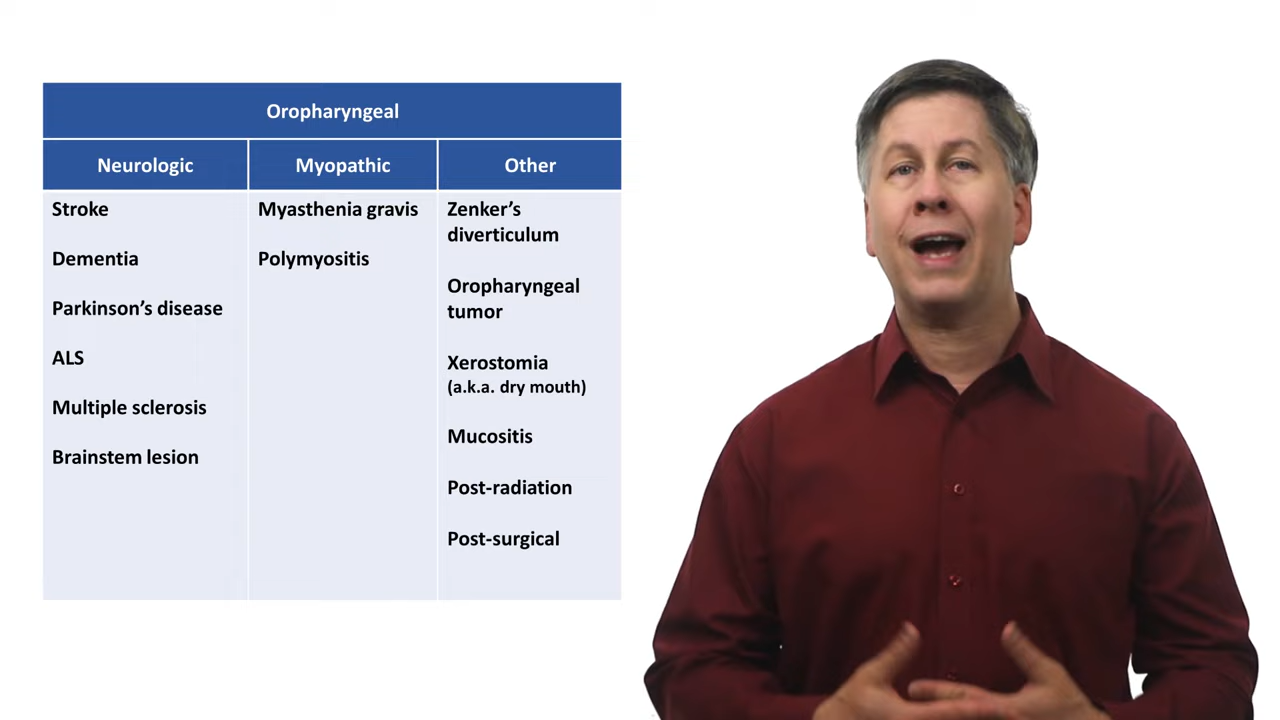 Oropharyngeal
Neurologic
Myopathic
Other
Stroke
Dementia
Parkinson’s disease
ALS
Multiple sclerosis
Brainstem lesion
Myasthenia gravis
Polymyositis
Zenker’s
diverticulum
Oropharyngeal
tumor
Xerostomia
(a.k.a. dry mouth)
Mucositis
Post-radiation
Post-surgical